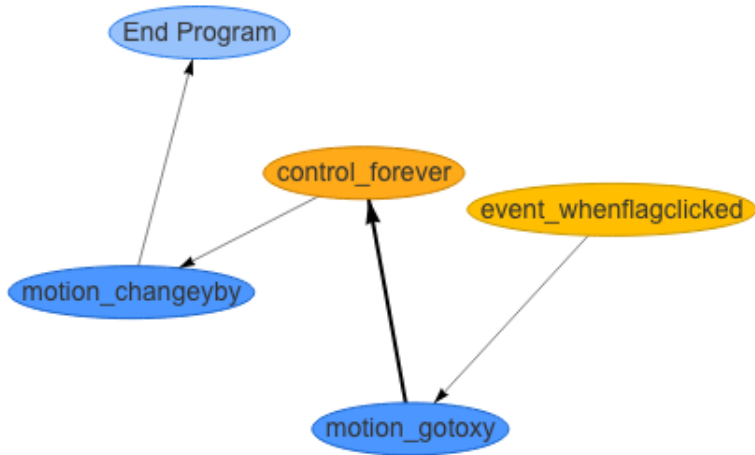 End Program
control_forever
event_whenflagclicked
motion_changeyby
motion_gotoxy